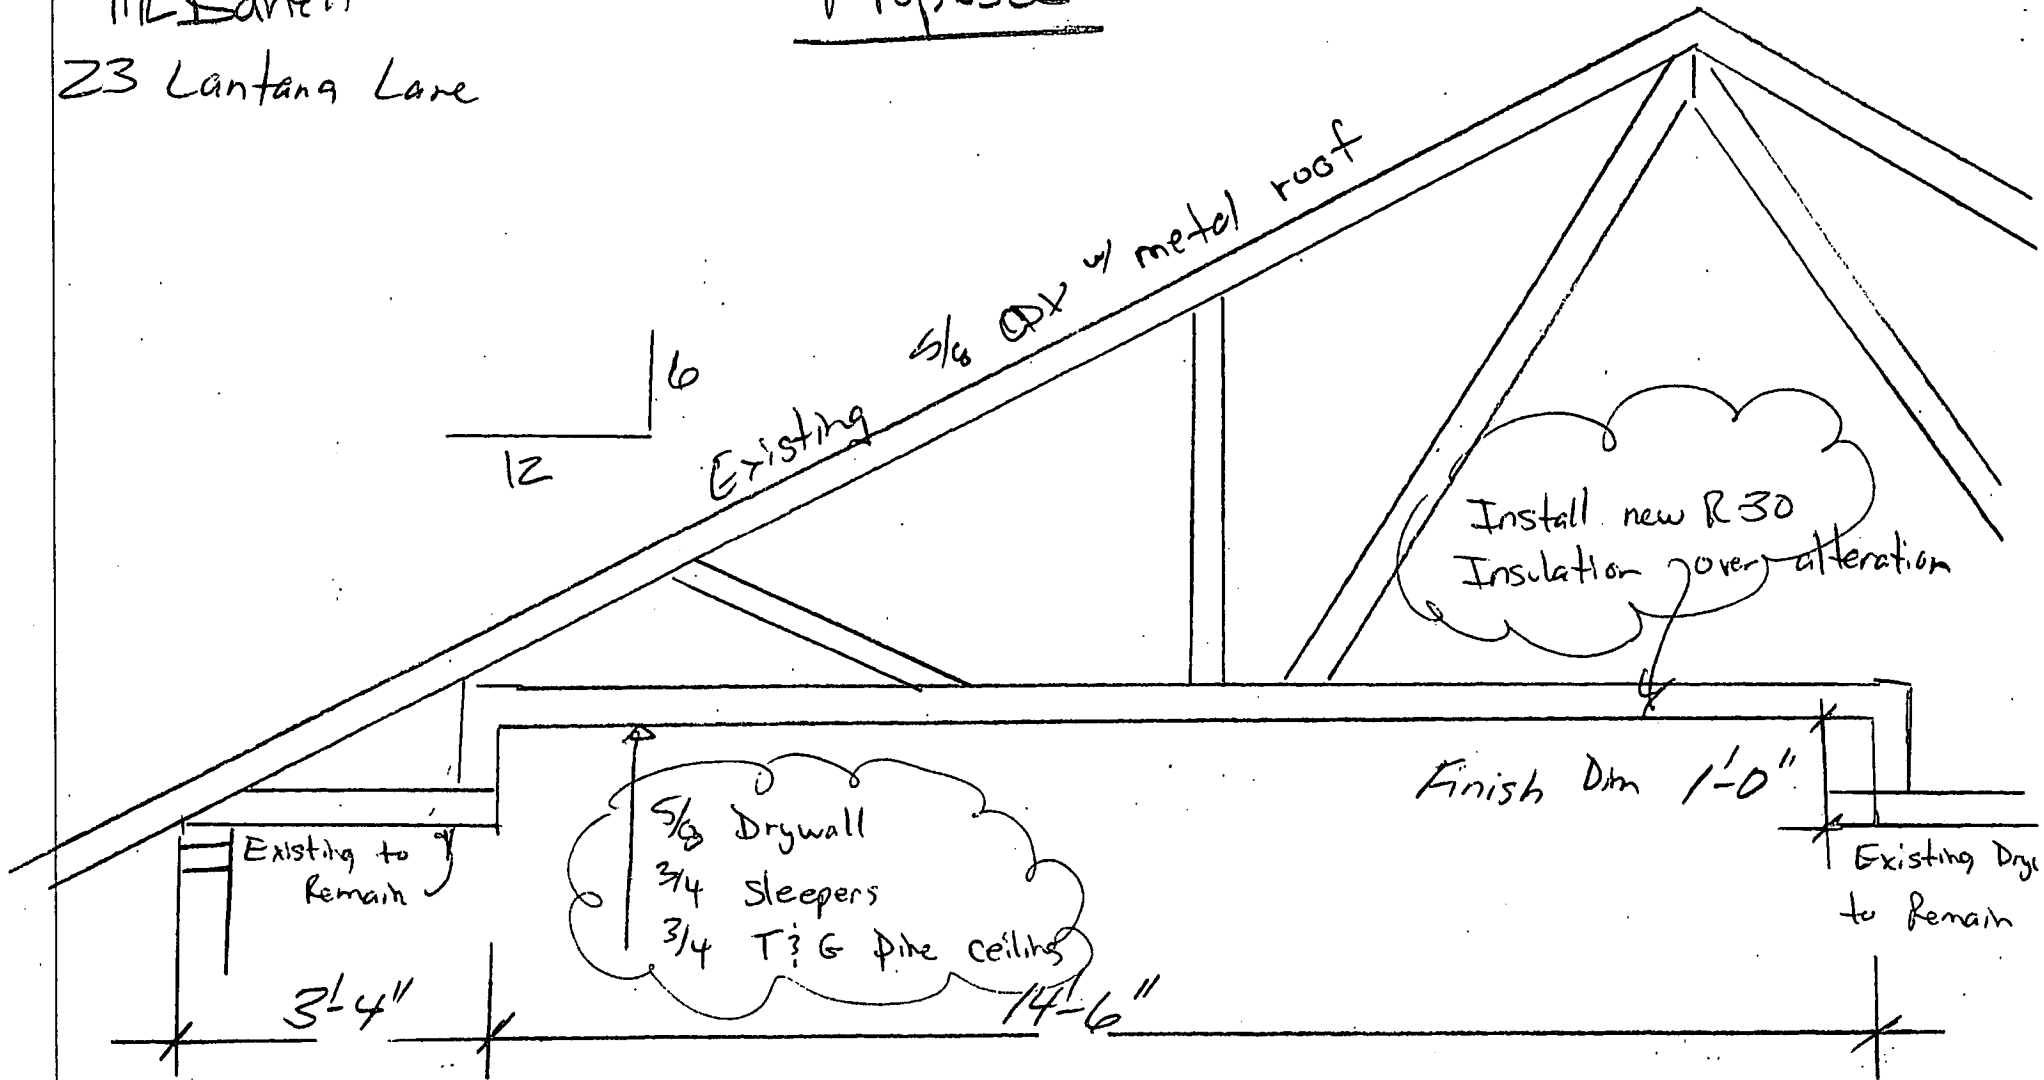 23 Lantana Lane
Existing 5/8 CDX w/ metal roof
6
12
Install new R-30
Insulation over alteration
Finish Dim 1'-0"
5/8 Drywall
3/4 Sleepers
3/4 T&G Pine ceiling
Existing to
Remain
Existing
to Remain
3'-4"
14'-6"